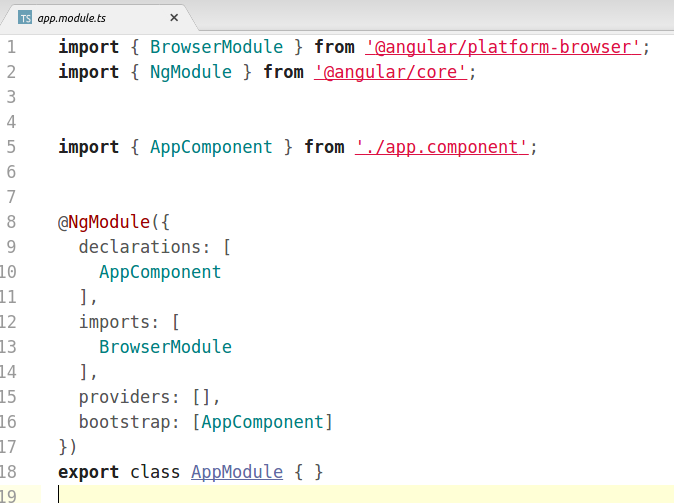 TS app.module.ts ×
1 import { BrowserModule } from '@angular/platform-browser';
2 import { NgModule } from '@angular/core';
3
4
5 import { AppComponent } from './app.component';
6
7
8 @NgModule({
9   declarations: [
10     AppComponent
11   ],
12   imports: [
13     BrowserModule
14   ],
15   providers: [],
16   bootstrap: [AppComponent]
17 })
18 export class AppModule { }
19